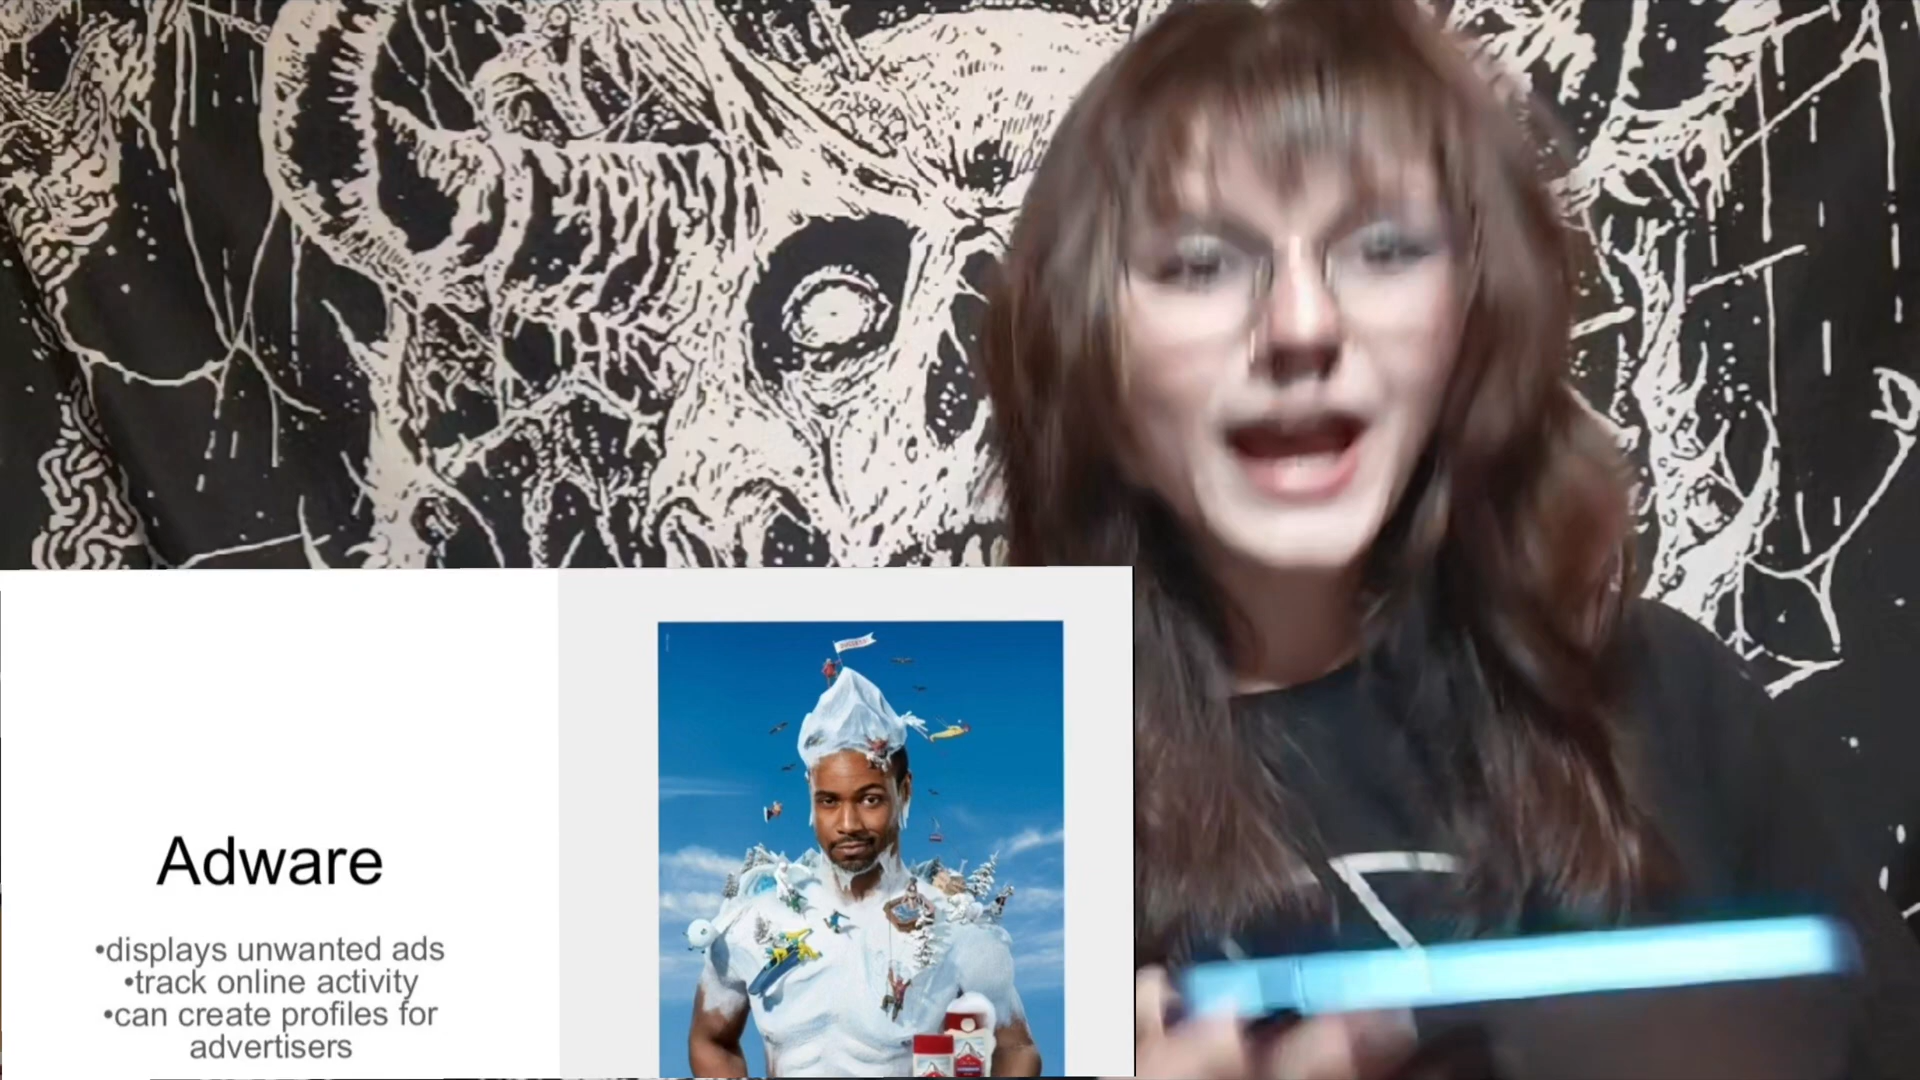 Adware
•displays unwanted ads
•track online activity
•can create profiles for
advertisers